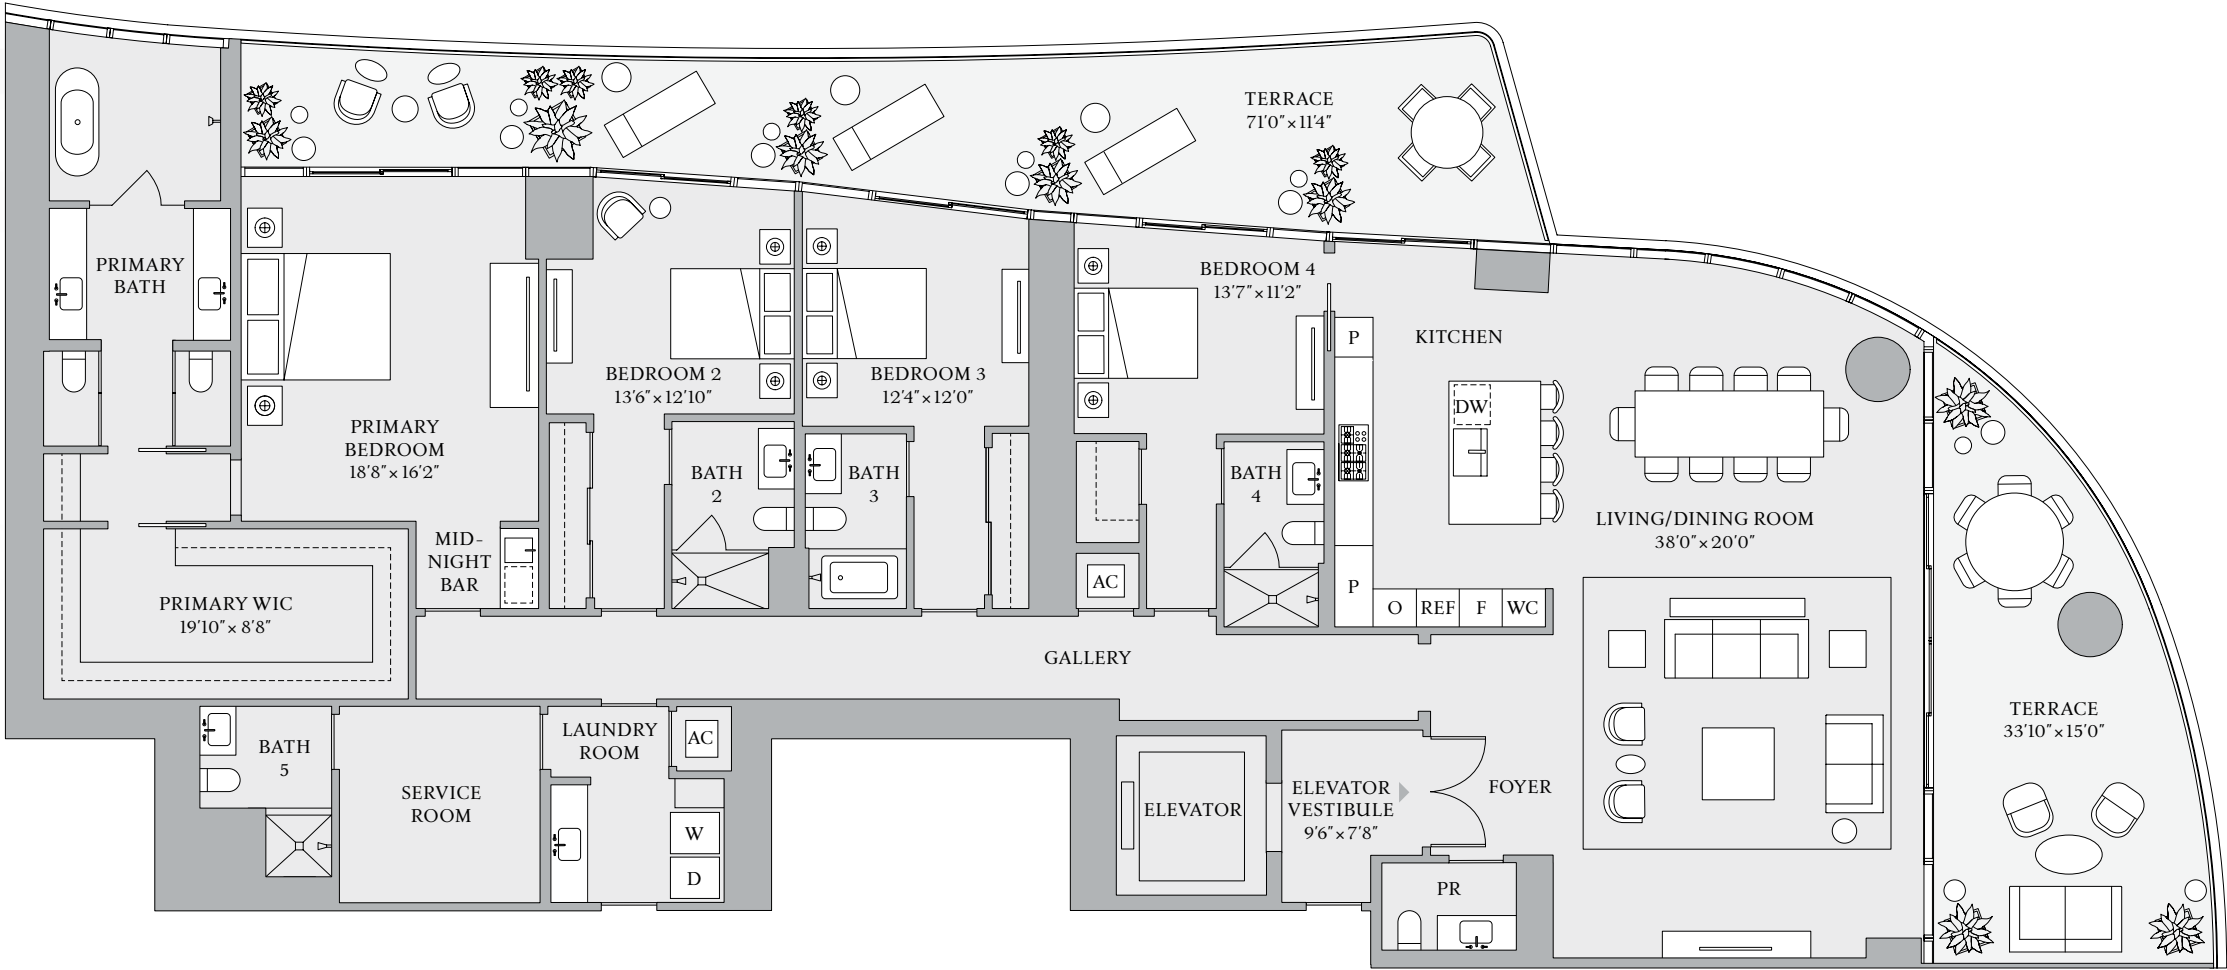 TERRACE
71'0"×11'4"
PRIMARY
BATH
BEDROOM 4
13'7"×11'2"
P
KITCHEN
BEDROOM 2
13'6"×12'10"
BEDROOM 3
12'4"×12'0"
DW
PRIMARY
BEDROOM
18'8"×16'2"
BATH
2
BATH
3
BATH
4
LIVING/DINING ROOM
38'0"×20'0"
MID-
NIGHT
BAR
AC
P
O
REF
F
WC
PRIMARY WIC
19'10"×8'8"
GALLERY
TERRACE
33'10"×15'0"
BATH
5
LAUNDRY
ROOM
AC
SERVICE
ROOM
W
D
ELEVATOR
ELEVATOR
VESTIBULE
9'6"×7'8"
FOYER
PR